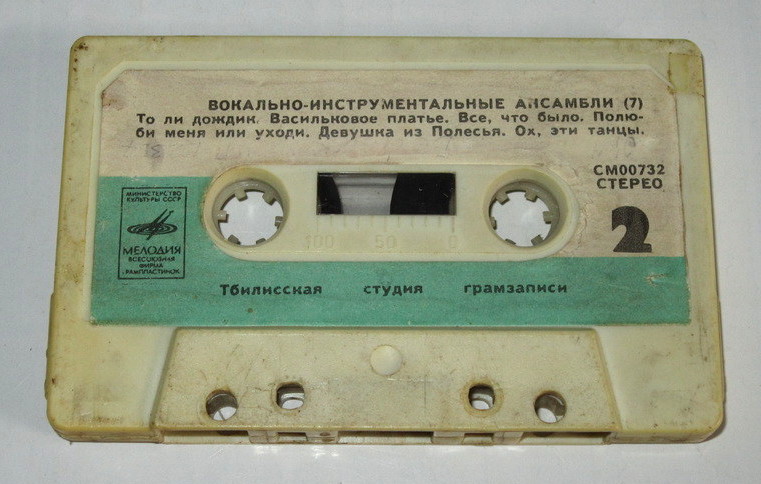 ВОКАЛЬНО-ИНСТРУМЕНТАЛЬНЫЕ АНСАМБЛИ (7)
То ли дождик. Васильковое платье. Все, что было. Полю-
би меня или уходи. Девушка из Полесья. Ох, эти танцы.
СМ00732
СТЕРЕО
2
МИНИСТЕРСТВО
КУЛЬТУРЫ СССР
МЕЛОДИЯ
ВСЕСОЮЗНАЯ
ФИРМА
ГРАМПЛАСТИНОК
100 50 0
Тбилисская студия грамзаписи